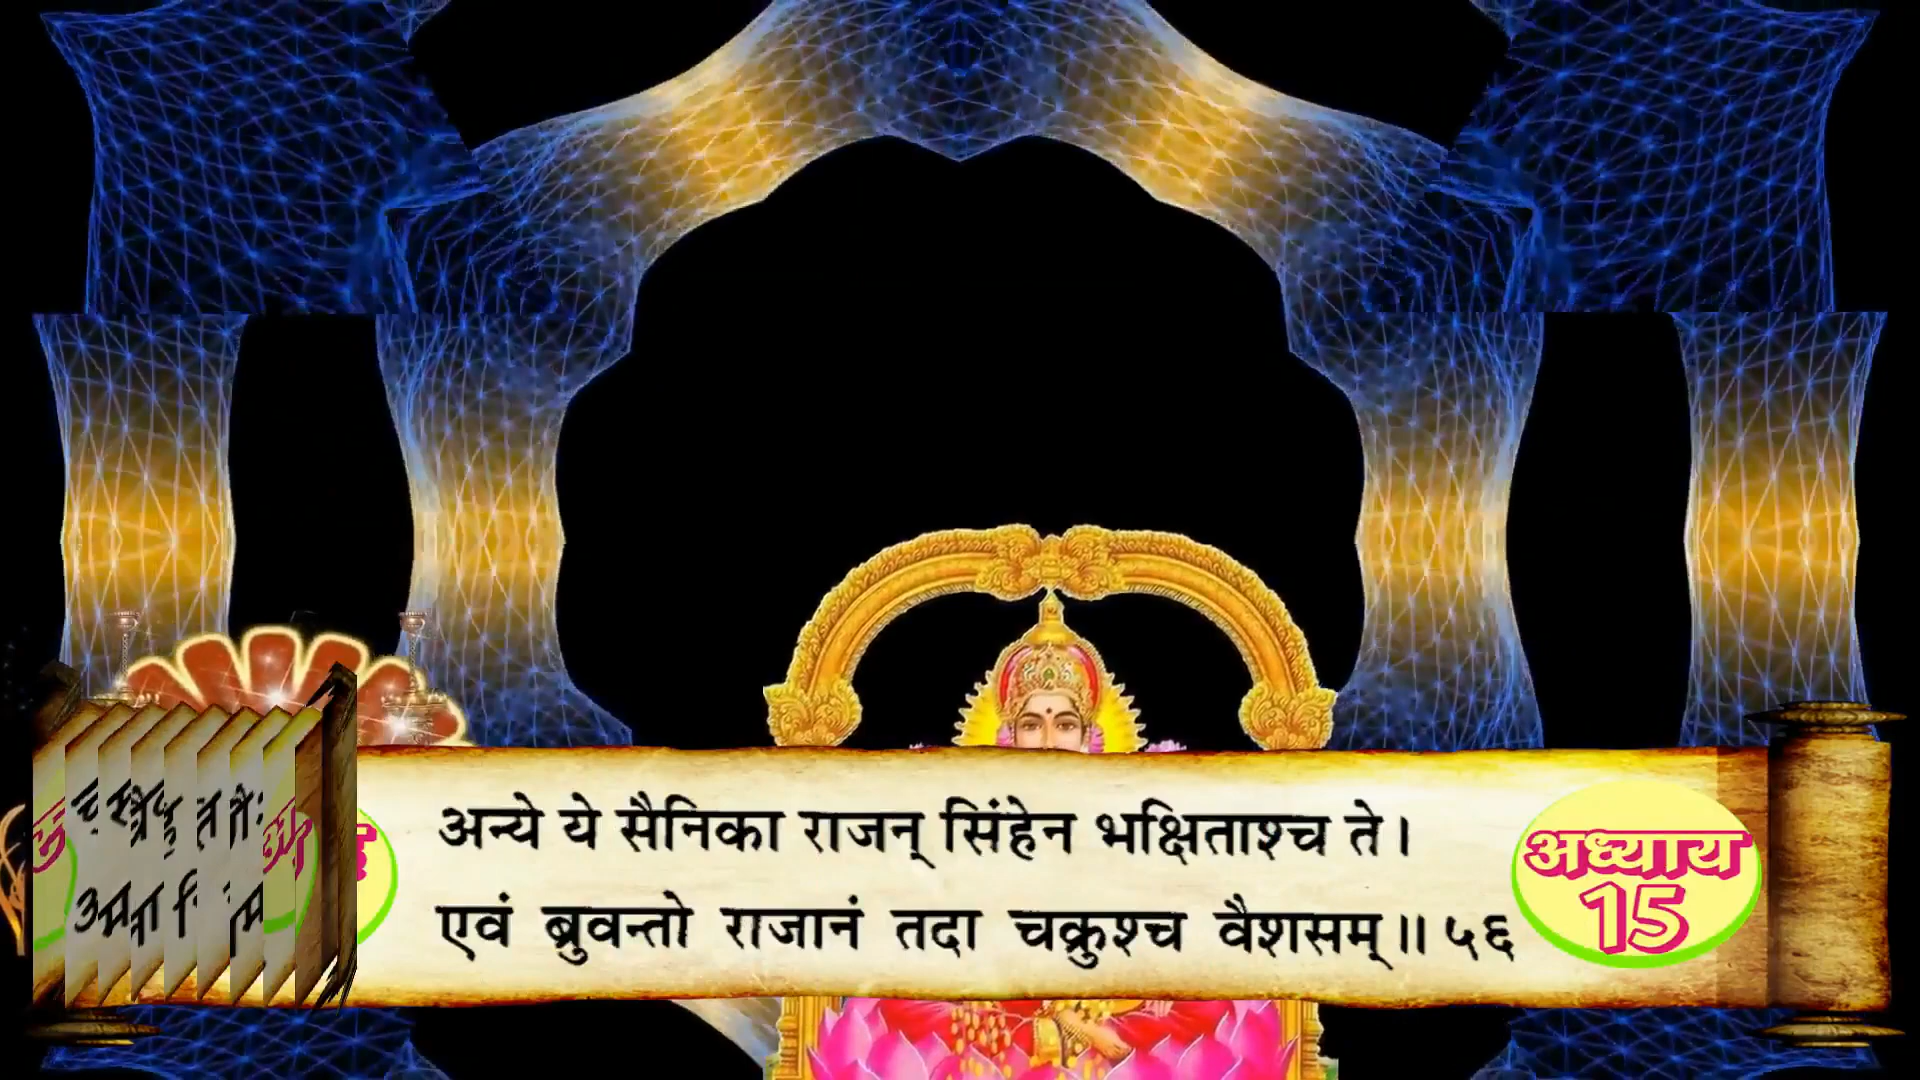 अन्ये ये सैनिका राजन् सिंहेन भक्षिताश्च ते।
एवं ब्रुवन्तो राजानं तदा चक्रुश्च वैशसम्॥ ५६
अध्याय
15